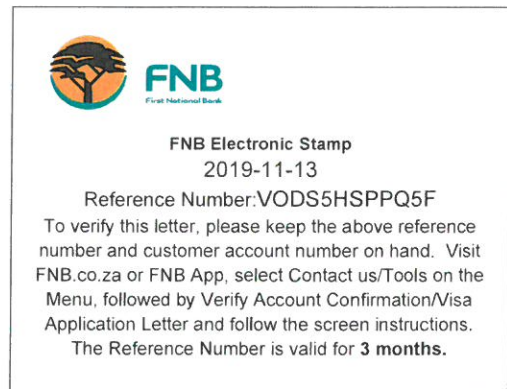 FNB
First National Bank
FNB Electronic Stamp
2019-11-13
Reference Number:VODS5HSPPQ5F
To verify this letter, please keep the above reference
number and customer account number on hand. Visit
FNB.co.za or FNB App, select Contact us/Tools on the
Menu, followed by Verify Account Confirmation/Visa
Application Letter and follow the screen instructions.
The Reference Number is valid for 3 months.